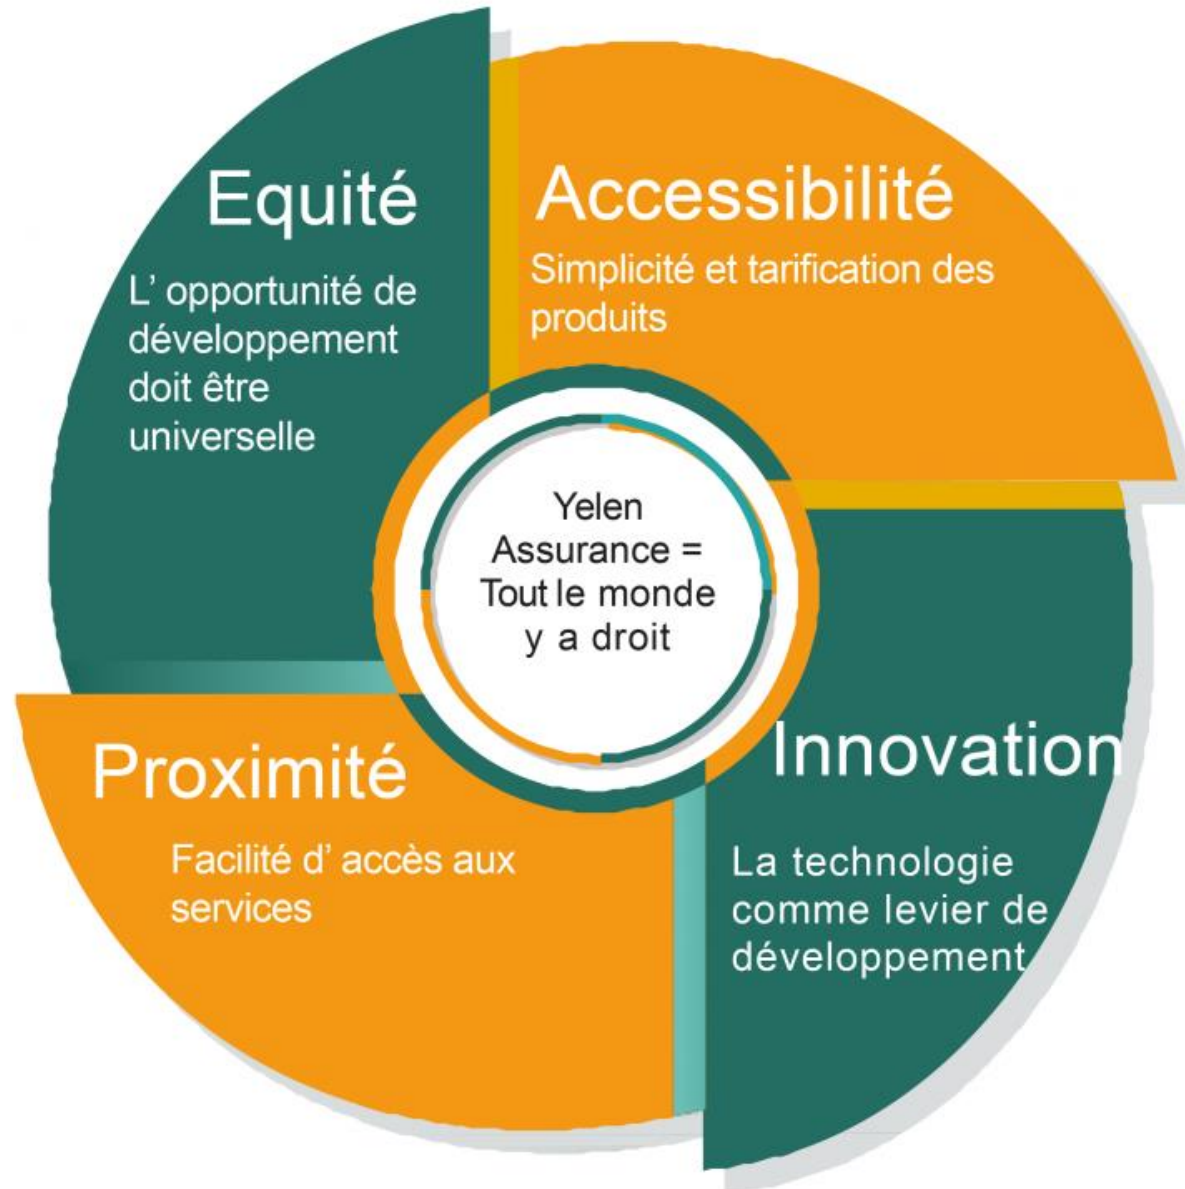 Equité
L' opportunité de
développement
doit être
universelle
Accessibilité
Simplicité et tarification des
produits
Yelen
Assurance =
Tout le monde
y a droit
Proximité
Facilité d' accès aux
services
Innovation
La technologie
comme levier de
développement